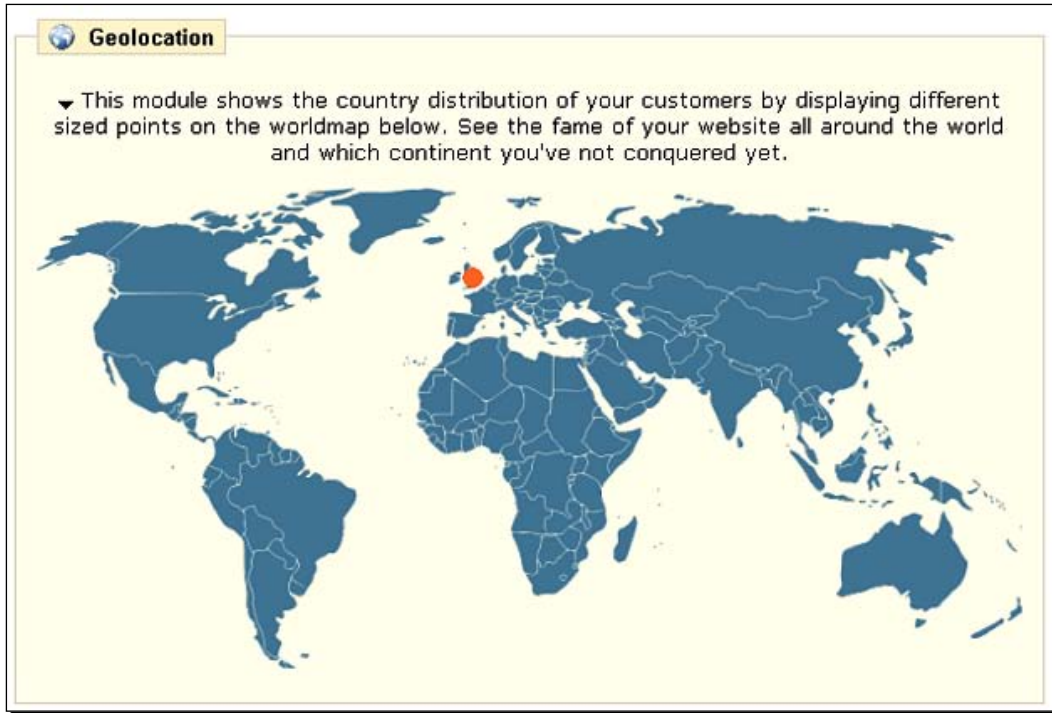 Geolocation
This module shows the country distribution of your customers by displaying different
sized points on the worldmap below. See the fame of your website all around the world
and which continent you've not conquered yet.